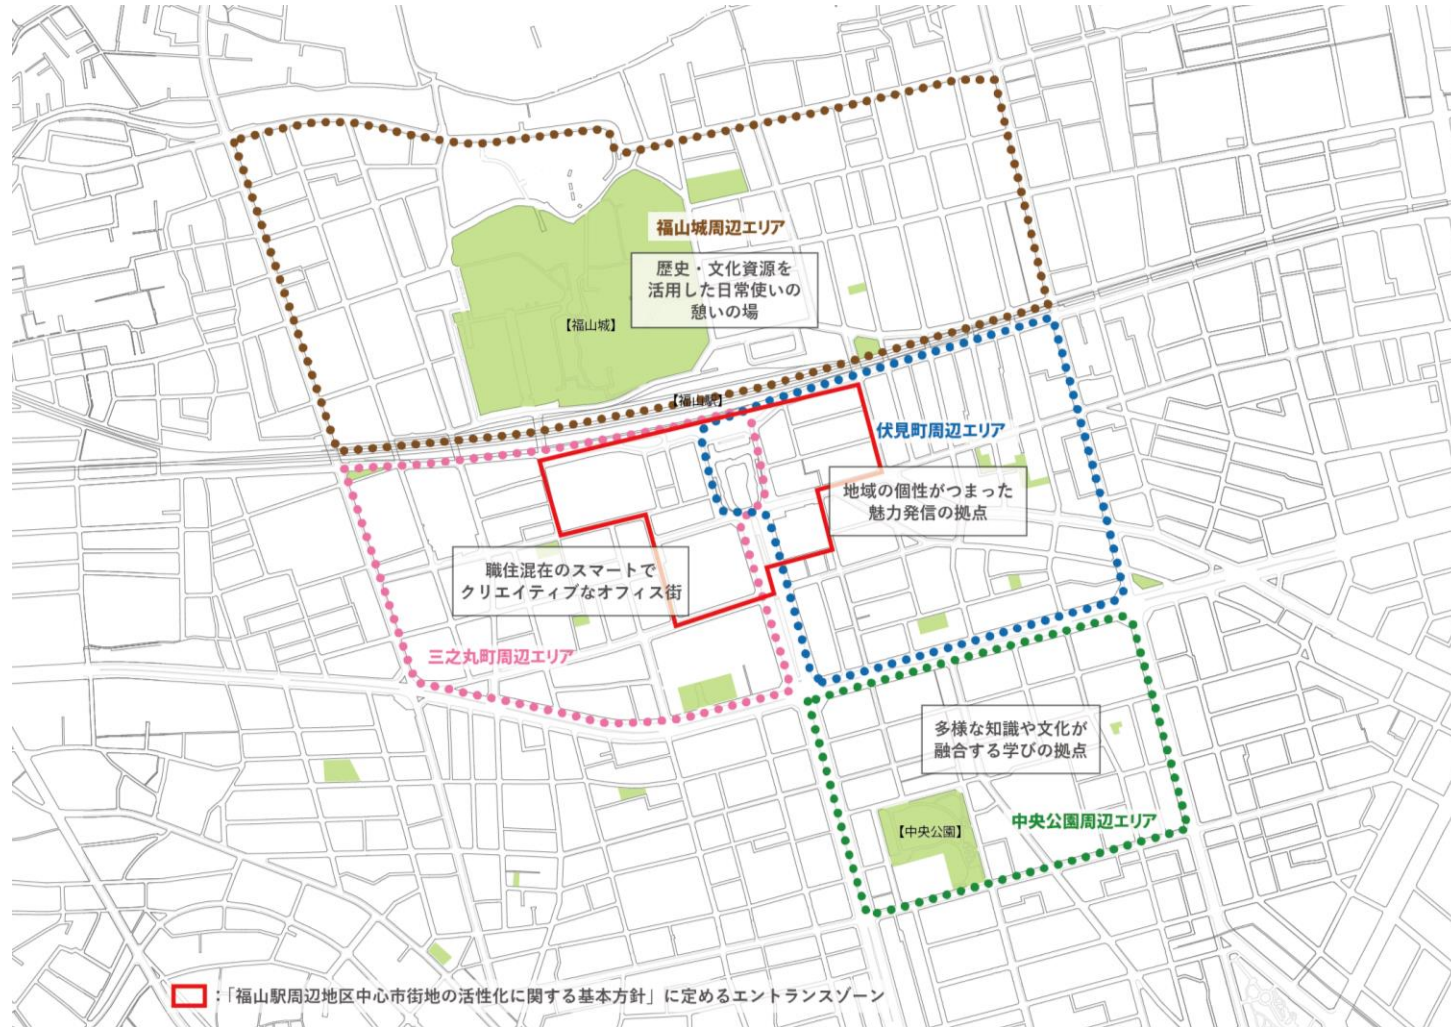 福山城周辺エリア
歴史・文化資源を
活用した日常使いの
憩いの場
【福山城】
【福山駅】
伏見町周辺エリア
地域の個性がつまった
魅力発信の拠点
職住混在のスマートで
クリエイティブなオフィス街
三之丸町周辺エリア
多様な知識や文化が
融合する学びの拠点
中央公園周辺エリア
【中央公園】
:「福山駅周辺地区中心市街地の活性化に関する基本方針」に定めるエントランスゾーン